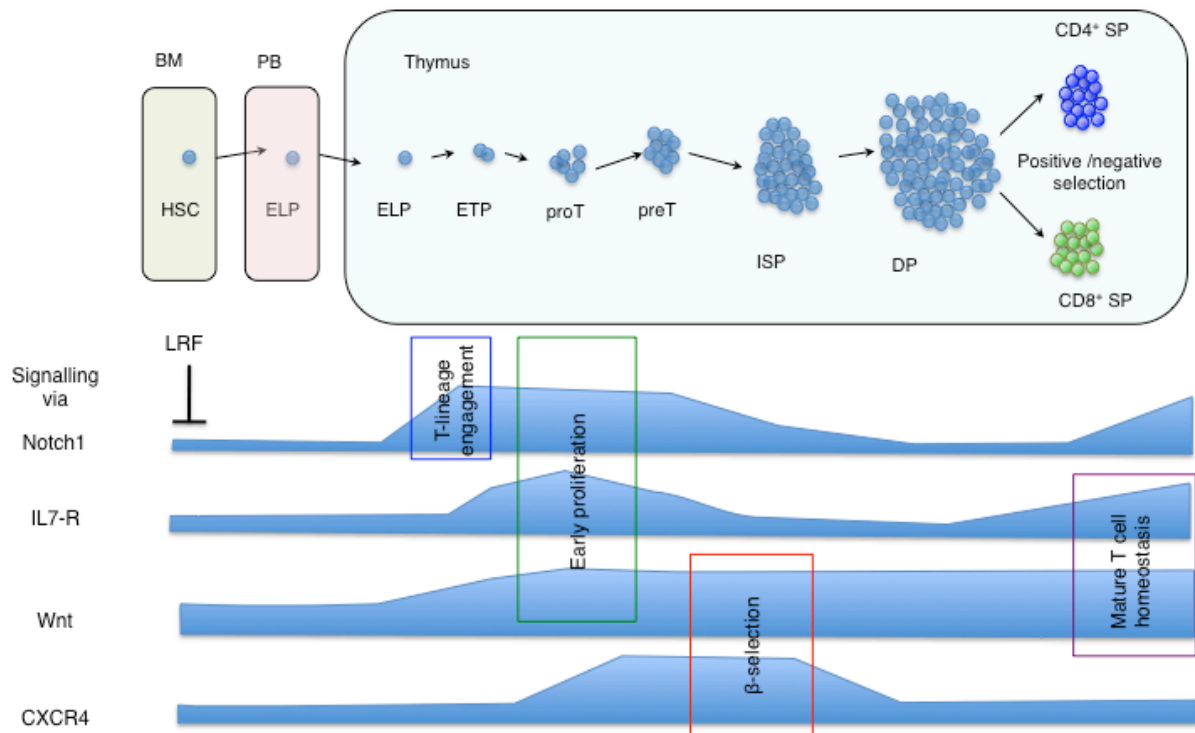 BM
PB
Thymus
CD4⁺ SP
Positive /negative
selection
HSC
ELP
ELP
ETP
proT
preT
ISP
DP
CD8⁺ SP
LRF
Signalling
via
Notch1
IL7-R
Wnt
CXCR4
T-lineage
engagement
Early proliferation
β-selection
Mature T cell
homeostasis